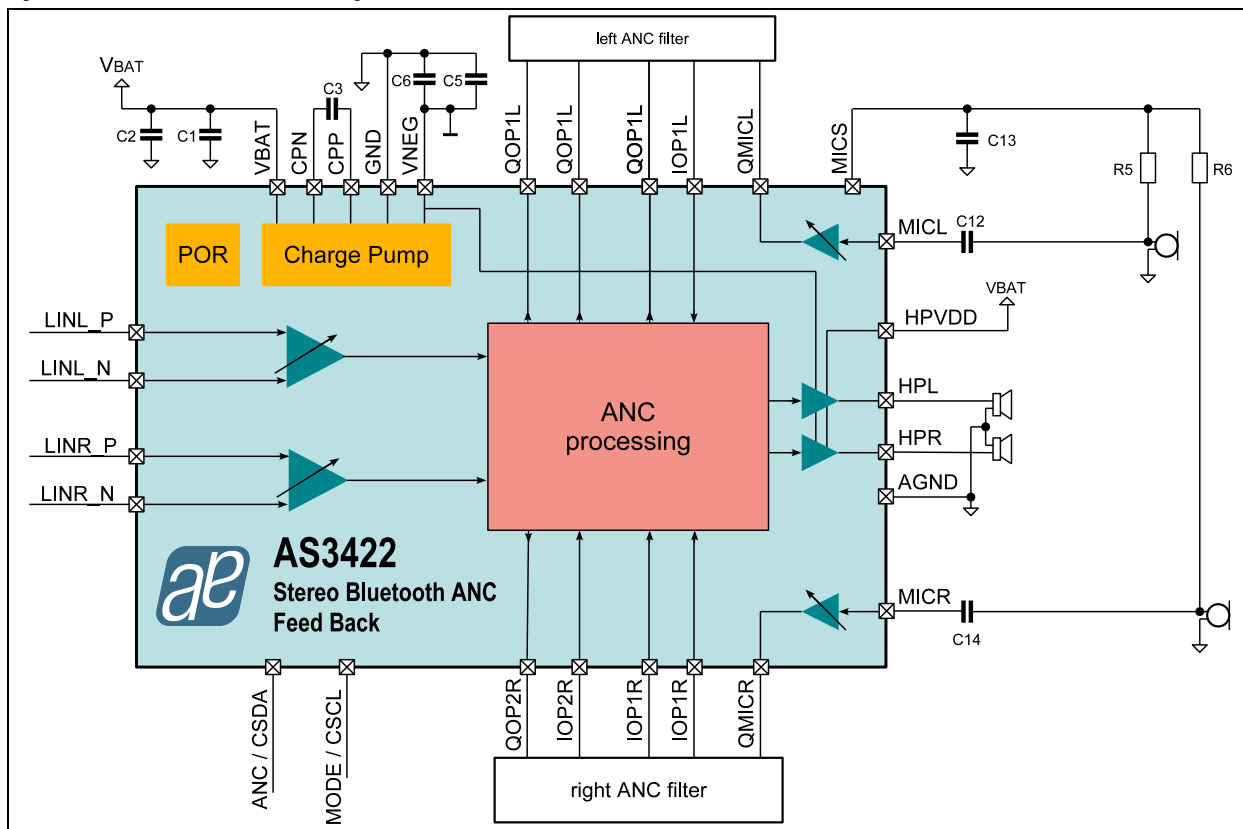 left ANC filter
VBAT
C2
C1
C3
C6
C5
VBAT
CPN
CPP
GND
VNEG
QOP1L
QOP1L
QOP1L
IOP1L
QMICL
MICS
C13
R5
R6
POR
Charge Pump
MICL
C12
VBAT
HPVDD
LINL_P
LINL_N
LINR_P
LINR_N
ANC
processing
HPL
HPR
AGND
AS3422
Stereo Bluetooth ANC
Feed Back
ae
MICR
C14
ANC / CSDA
MODE / CSCL
QOP2R
IOP2R
IOP1R
IOP1R
QMICR
right ANC filter